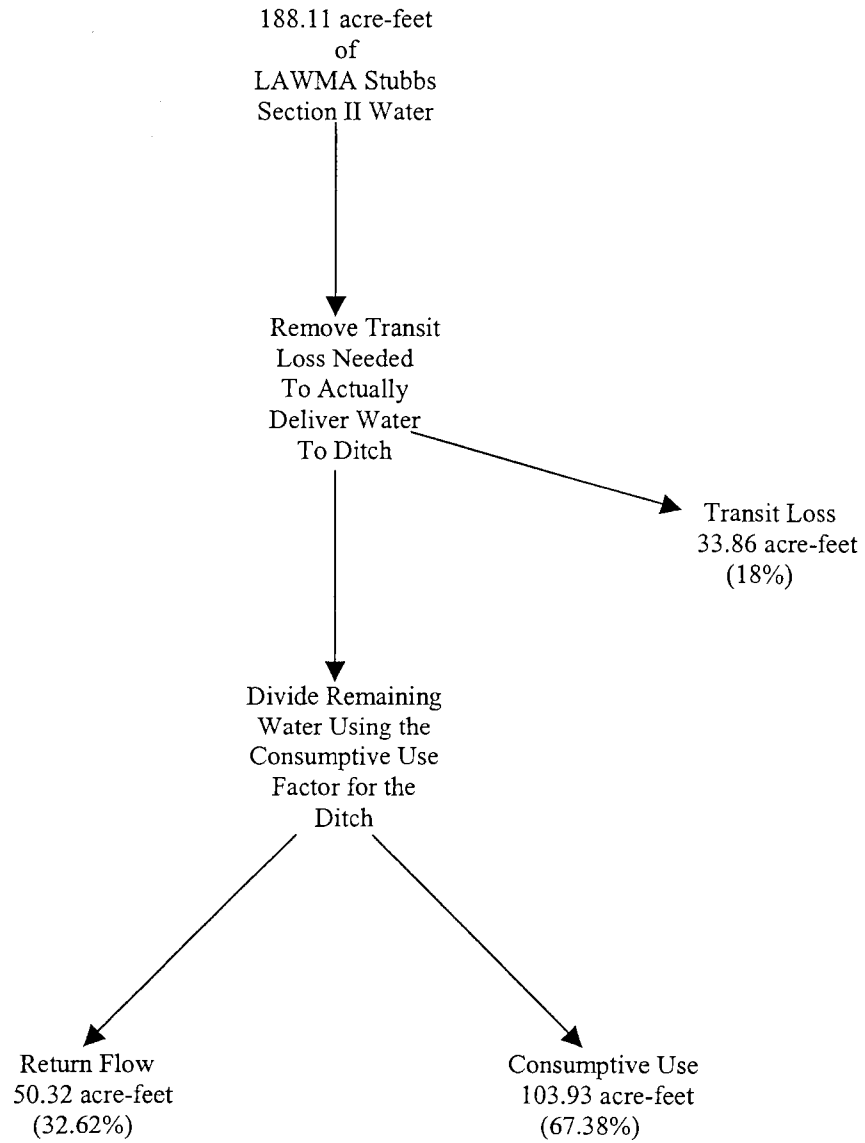 188.11 acre-feet
of
LAWMA Stubbs
Section II Water
Remove Transit
Loss Needed
To Actually
Deliver Water
To Ditch
Transit Loss
33.86 acre-feet
(18%)
Divide Remaining
Water Using the
Consumptive Use
Factor for the
Ditch
Return Flow
50.32 acre-feet
(32.62%)
Consumptive Use
103.93 acre-feet
(67.38%)